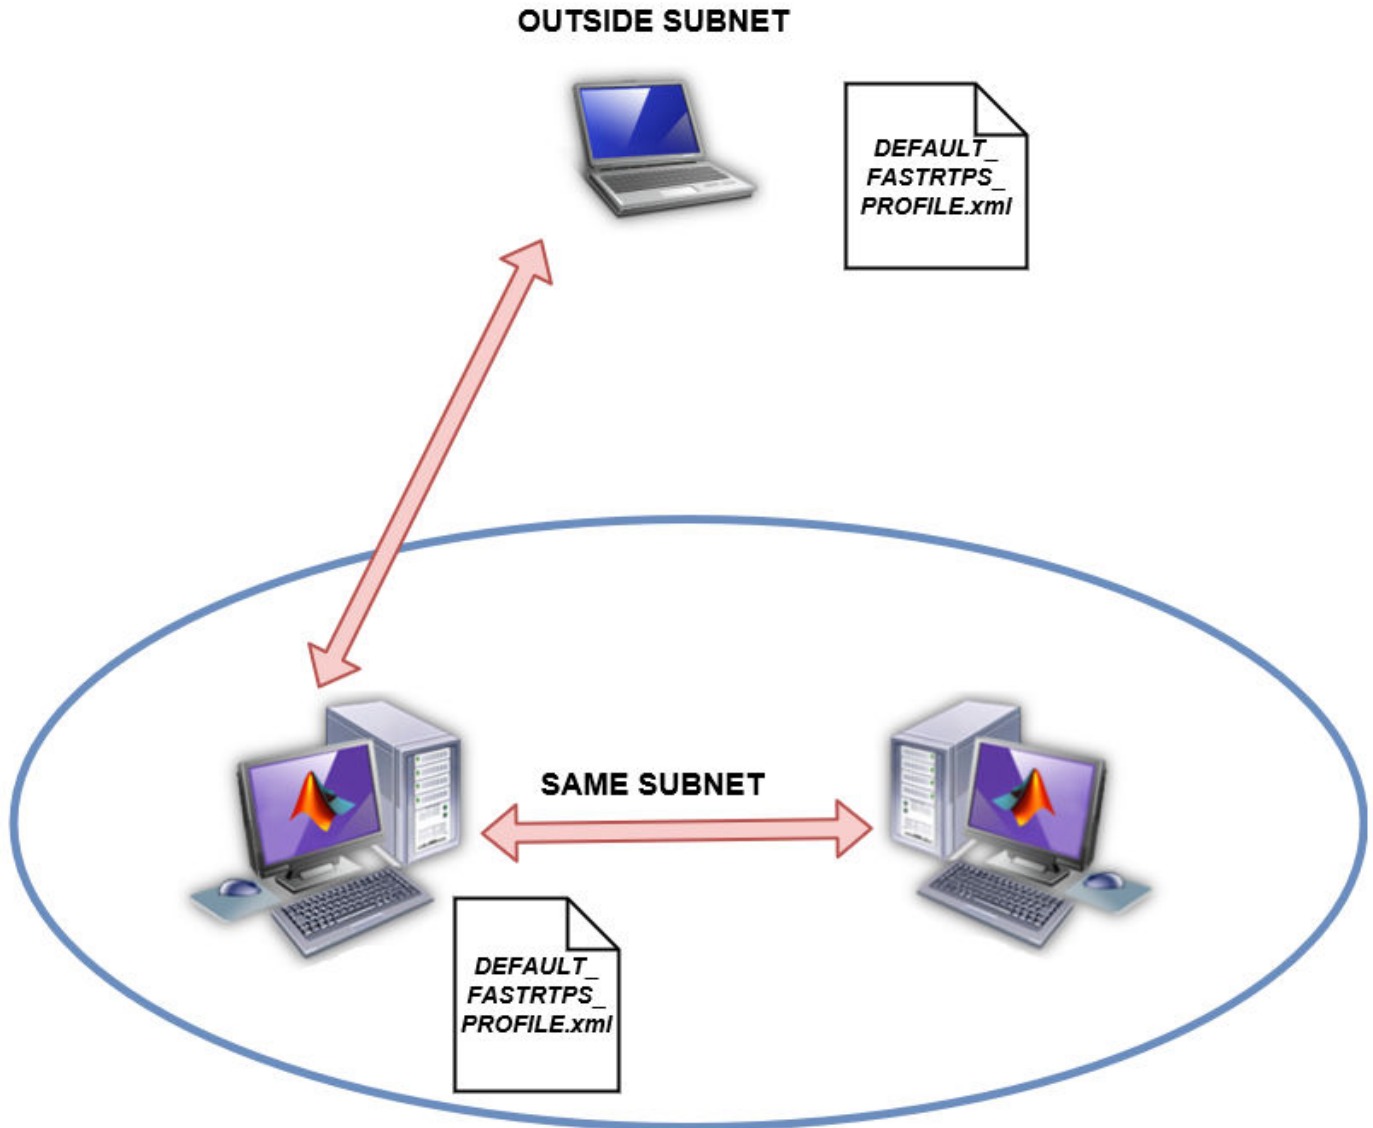 OUTSIDE SUBNET
DEFAULT_
FASTRTPS_
PROFILE.xml
SAME SUBNET
DEFAULT_
FASTRTPS_
PROFILE.xml